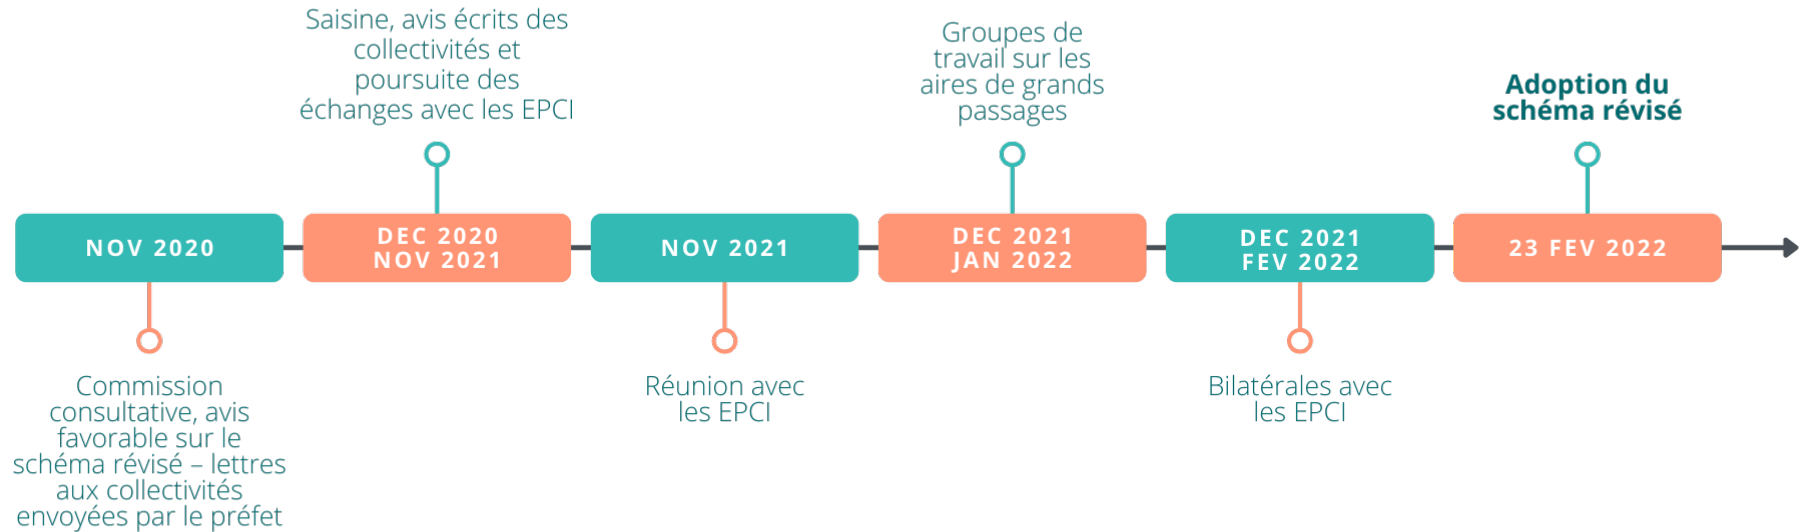 Saisine, avis écrits des
collectivités et
poursuite des
échanges avec les EPCI
Groupes de
travail sur les
aires de grands
passages
Adoption du
schéma révisé
NOV 2020
DEC 2020
NOV 2021
NOV 2021
DEC 2021
JAN 2022
DEC 2021
FEV 2022
23 FEV 2022
Commission
consultative, avis
favorable sur le
schéma révisé – lettres
aux collectivités
envoyées par le préfet
Réunion avec
les EPCI
Bilatérales avec
les EPCI